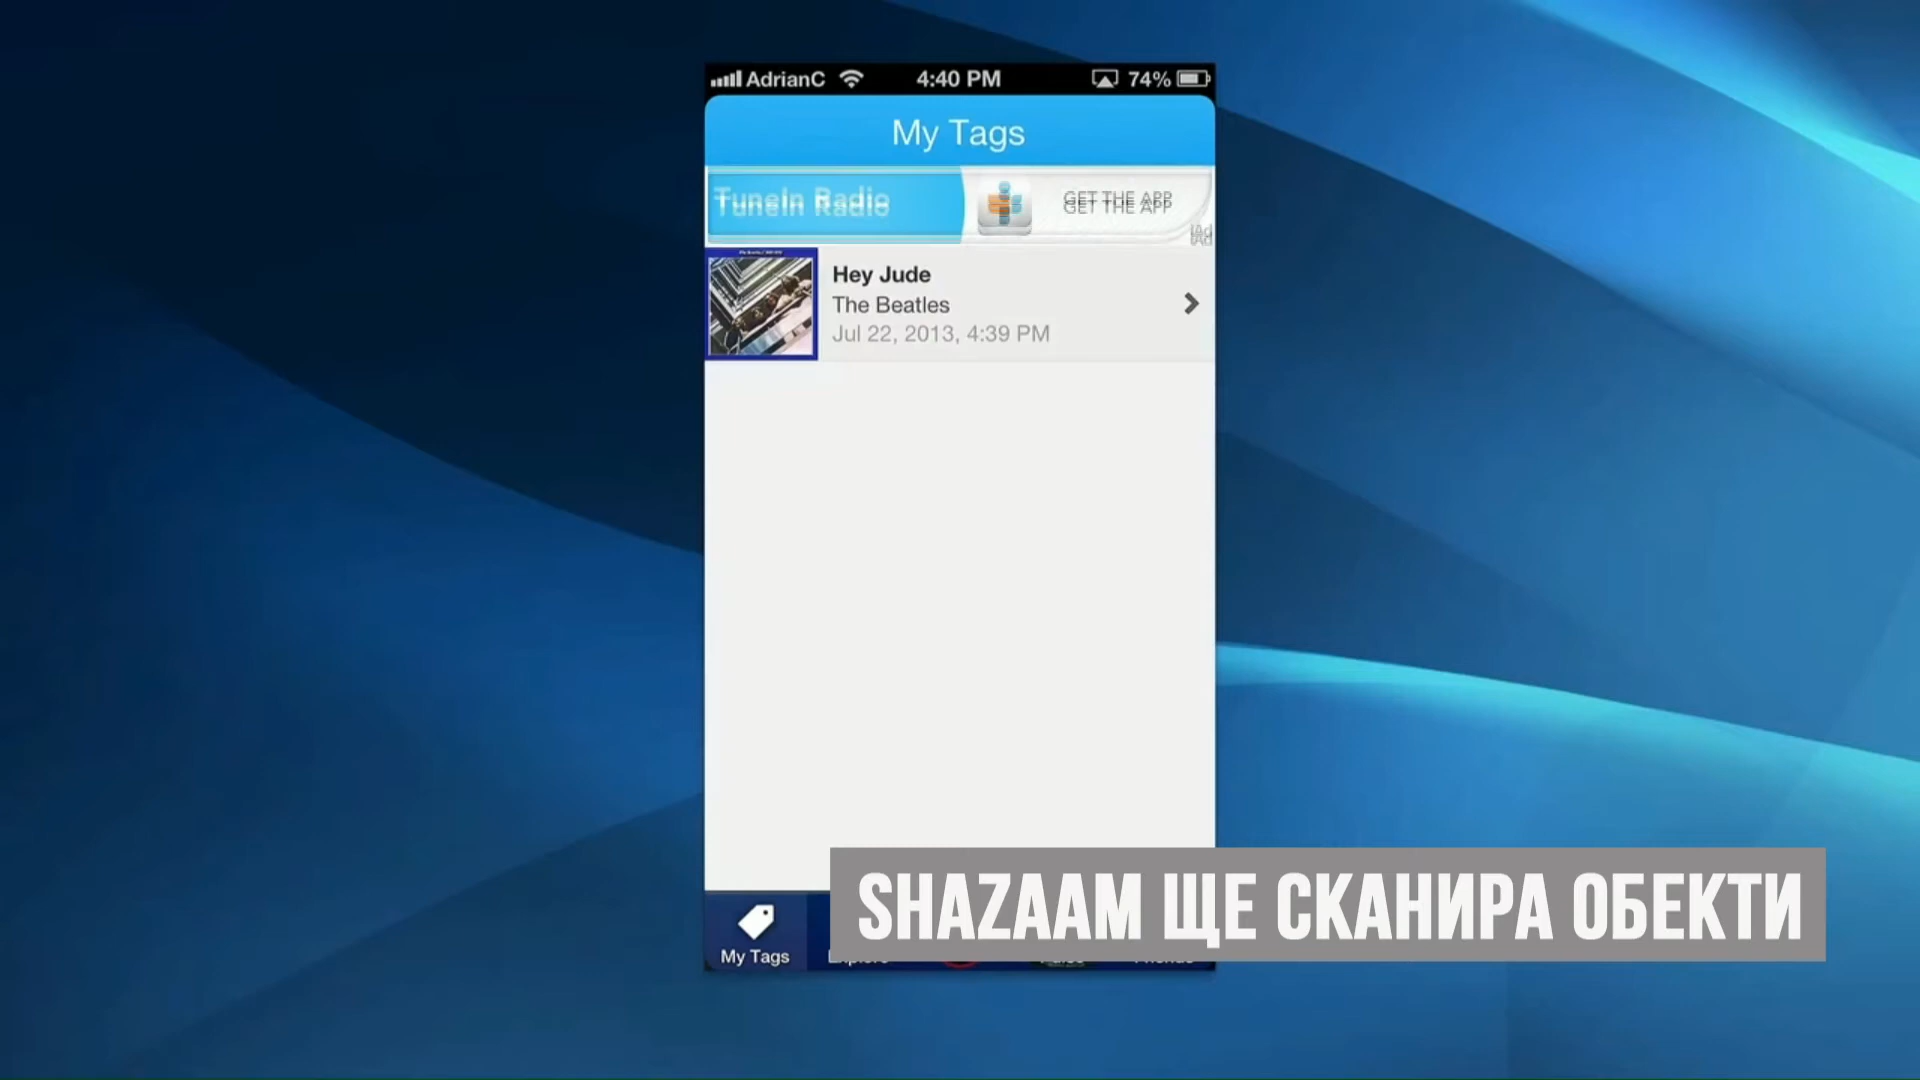 AdrianC 4:40 PM 74%
My Tags
TuneIn Radio GET THE APP
iAd
Hey Jude
The Beatles
Jul 22, 2013, 4:39 PM
SHAZAAM ЩЕ СКАНИРА ОБЕКТИ
My Tags